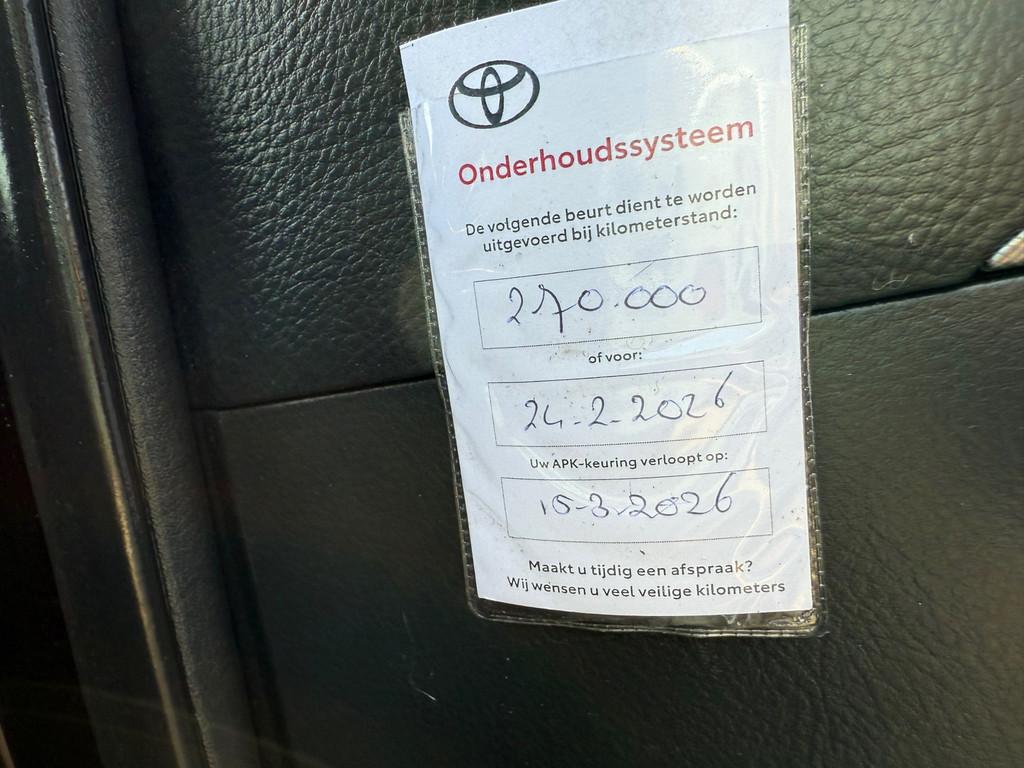 Onderhoudssysteem
De volgende beurt dient te worden
uitgevoerd bij kilometerstand:
270.000
of voor:
24-2-2026
Uw APK-keuring verloopt op:
15-3-2026
Maakt u tijdig een afspraak?
Wij wensen u veel veilige kilometers